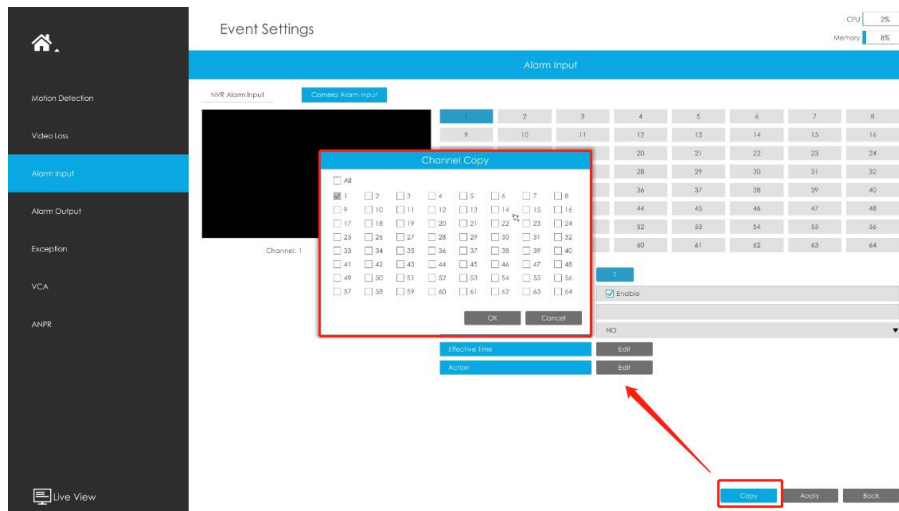 Event Settings
CPU 2%
Memory 8%
Alarm Input
Motion Detection
Video Loss
Alarm Input
Alarm Output
Exception
VCA
ANPR
Live View
NVR Alarm Input Camera Alarm Input
1 2 3 4 5 6 7 8
9 10 11 12 13 14 15 16
20 21 22 23 24
28 29 30 31 32
36 37 38 39 40
44 45 46 47 48
52 53 54 55 56
60 61 62 63 64
Channel: 1
Channel Copy
All
1 2 3 4 5 6 7 8
9 10 11 12 13 14 15 16
17 18 19 20 21 22 23 24
25 26 27 28 29 30 31 32
33 34 35 36 37 38 39 40
41 42 43 44 45 46 47 48
49 50 51 52 53 54 55 56
57 58 59 60 61 62 63 64
OK Cancel
1
Enable
NO
Effective Time Edit
Action Edit
Copy Apply Back